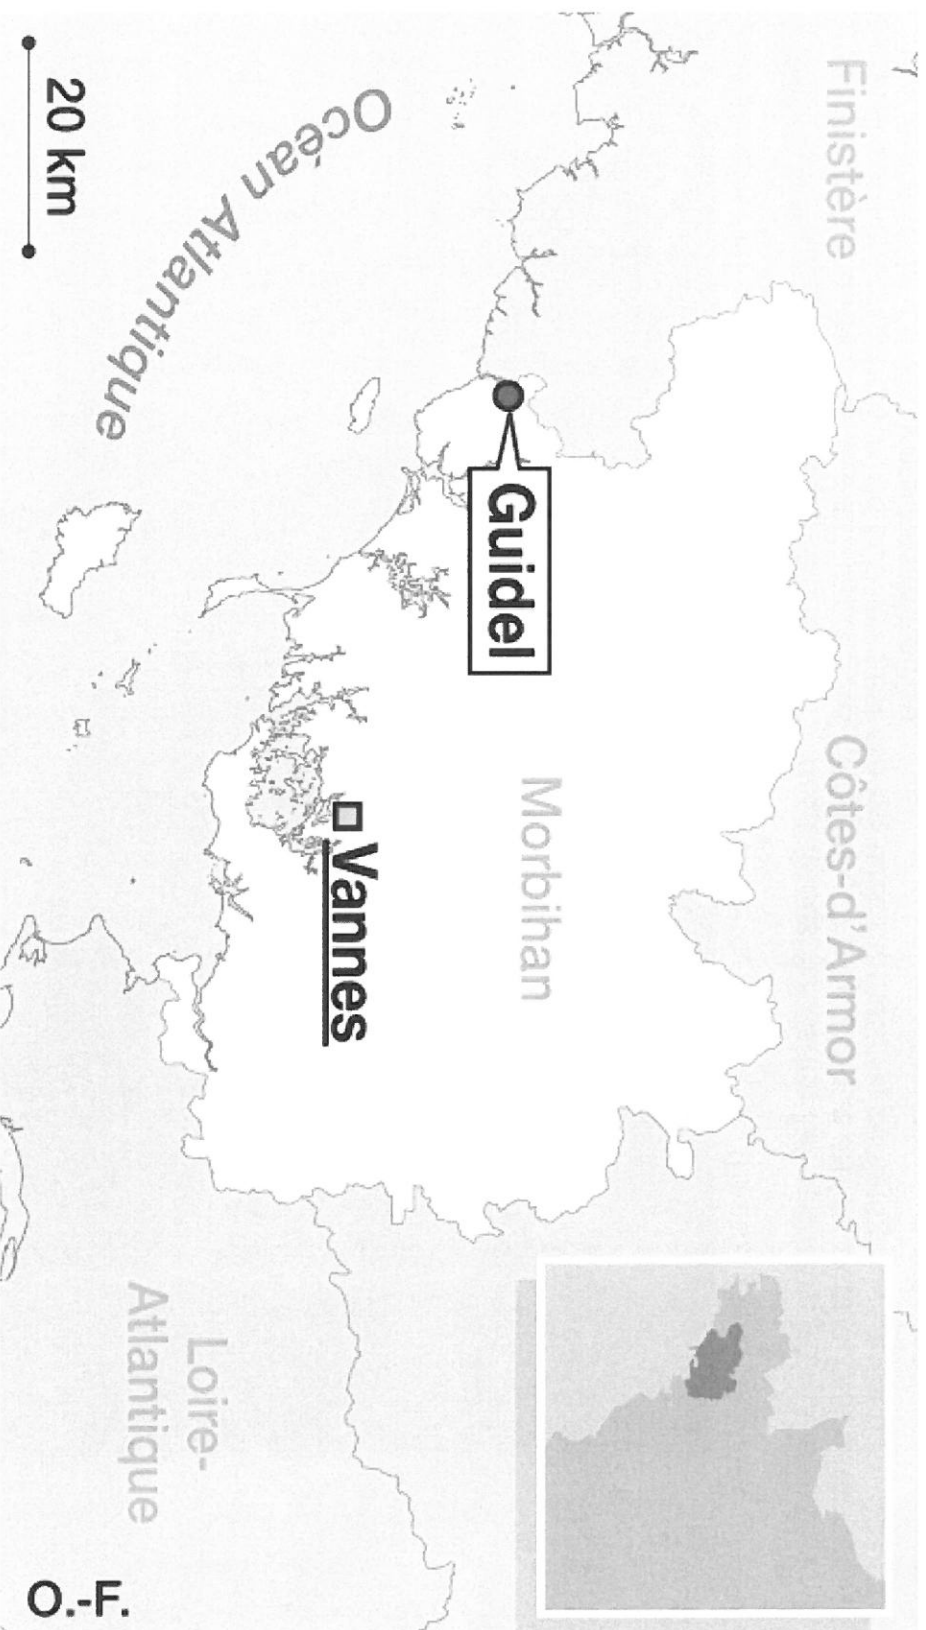 Finistère
Côtes-d'Armor
Morbihan
Guidel
Vannes
Océan Atlantique
Loire-
Atlantique
20 km
O.-F.